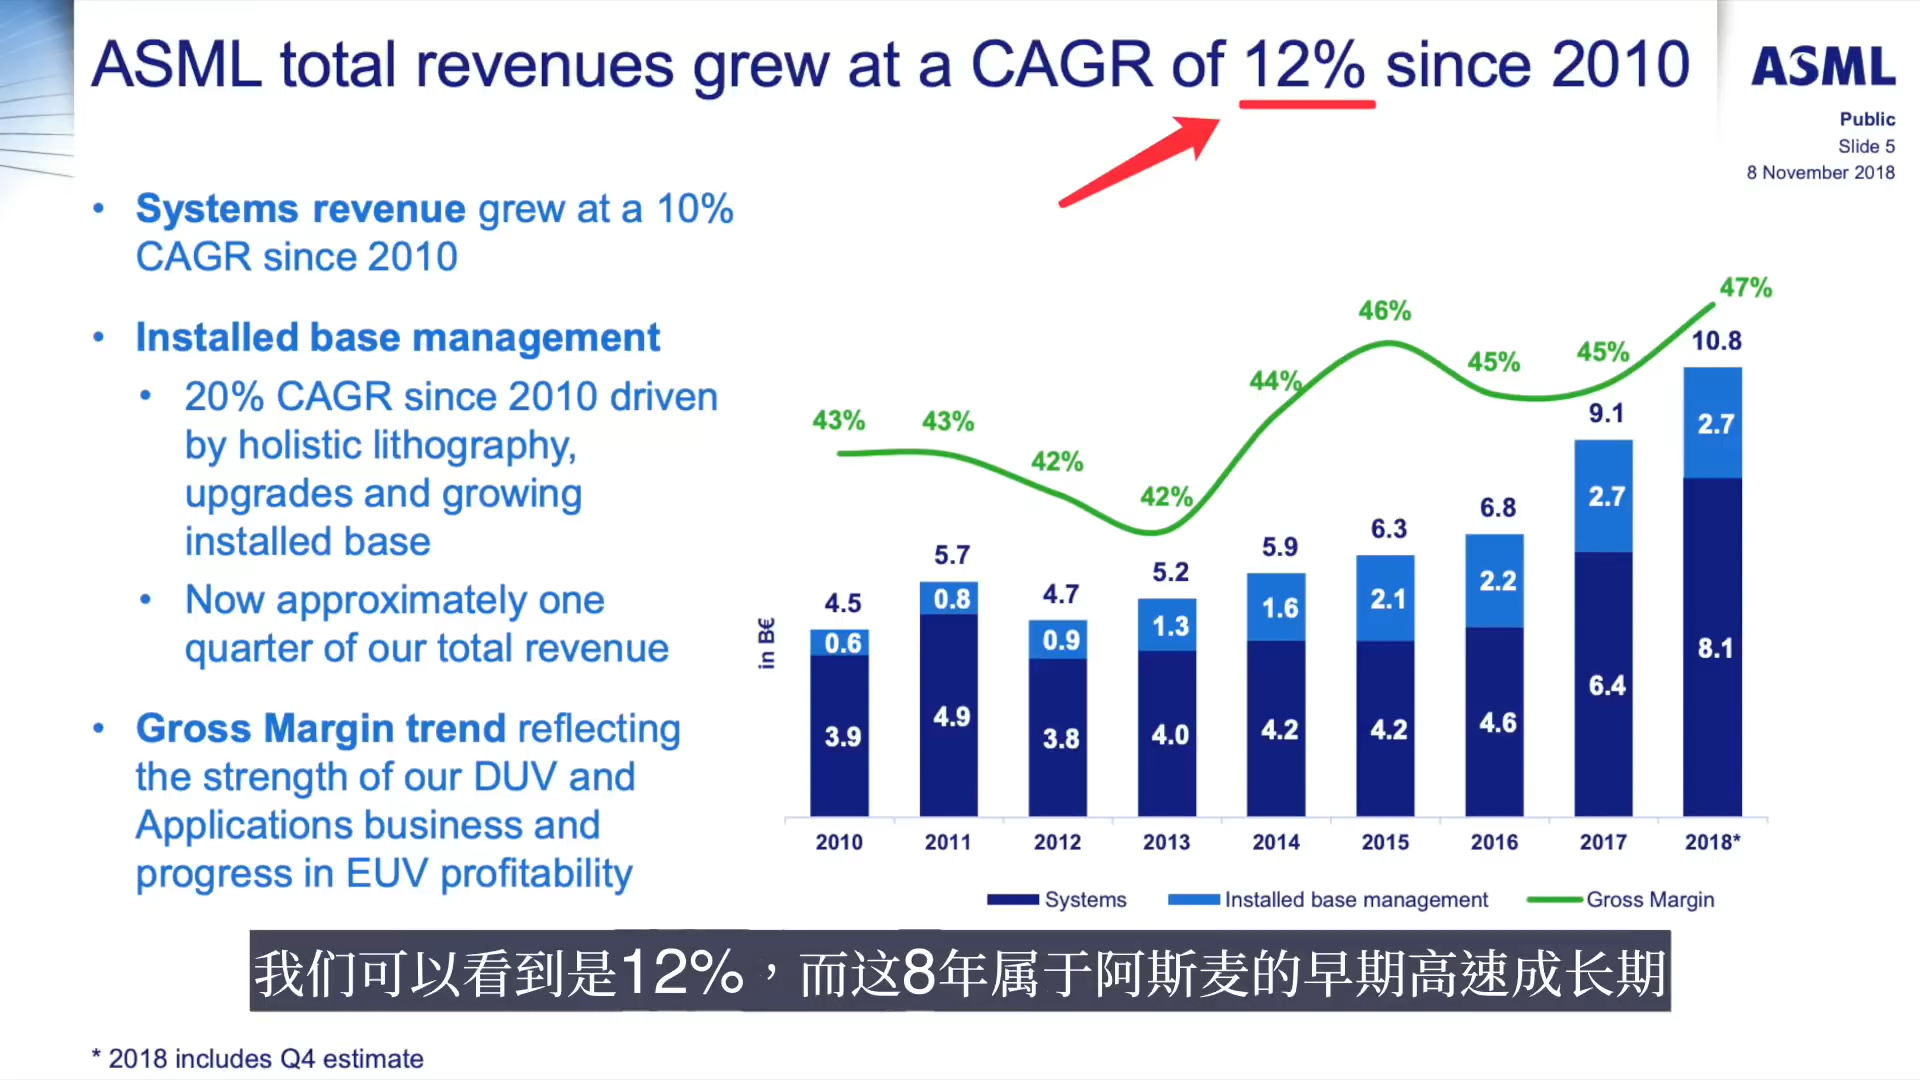 ASML total revenues grew at a CAGR of 12% since 2010
ASML
Public
Slide 5
8 November 2018
• Systems revenue grew at a 10%
CAGR since 2010
• Installed base management
• 20% CAGR since 2010 driven
by holistic lithography,
upgrades and growing
installed base
• Now approximately one
quarter of our total revenue
• Gross Margin trend reflecting
the strength of our DUV and
Applications business and
progress in EUV profitability
in B€
43% 43% 42% 42% 44% 46% 45% 45% 47%
4.5 5.7 4.7 5.2 5.9 6.3 6.8 9.1 10.8
0.6 0.8 0.9 1.3 1.6 2.1 2.2 2.7 2.7
3.9 4.9 3.8 4.0 4.2 4.2 4.6 6.4 8.1
2010 2011 2012 2013 2014 2015 2016 2017 2018*
Systems Installed base management Gross Margin
我们可以看到是12%，而这8年属于阿斯麦的早期高速成长期
* 2018 includes Q4 estimate